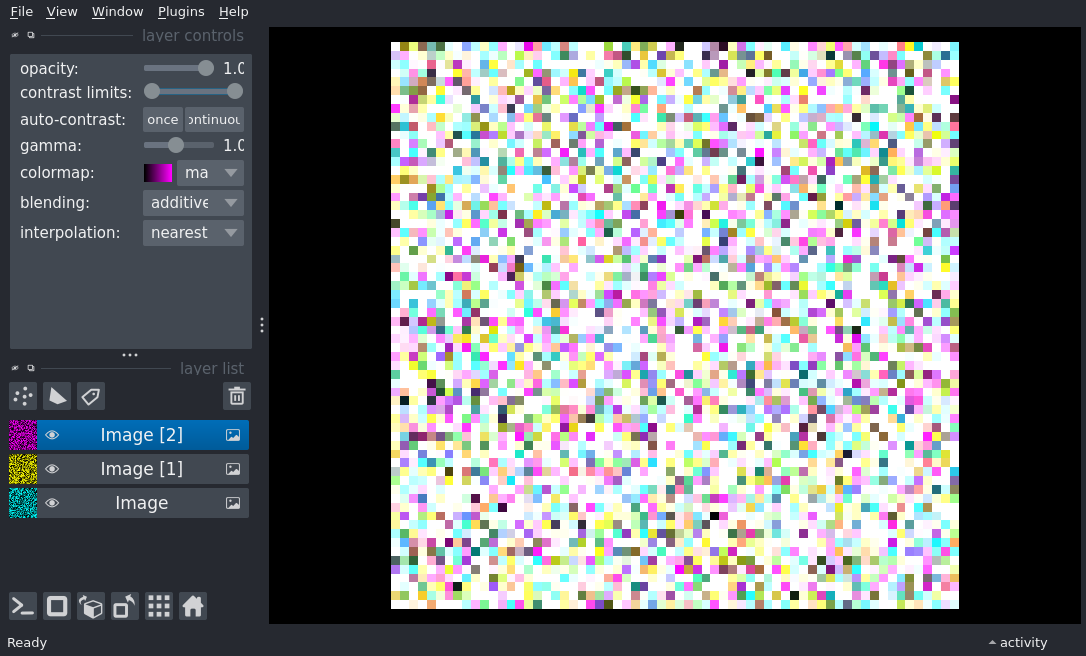 File View Window Plugins Help
layer controls
opacity: 1.0
contrast limits:
auto-contrast: once ontinuou
gamma: 1.0
colormap: ma
blending: additive
interpolation: nearest
layer list
Image [2]
Image [1]
Image
Ready activity